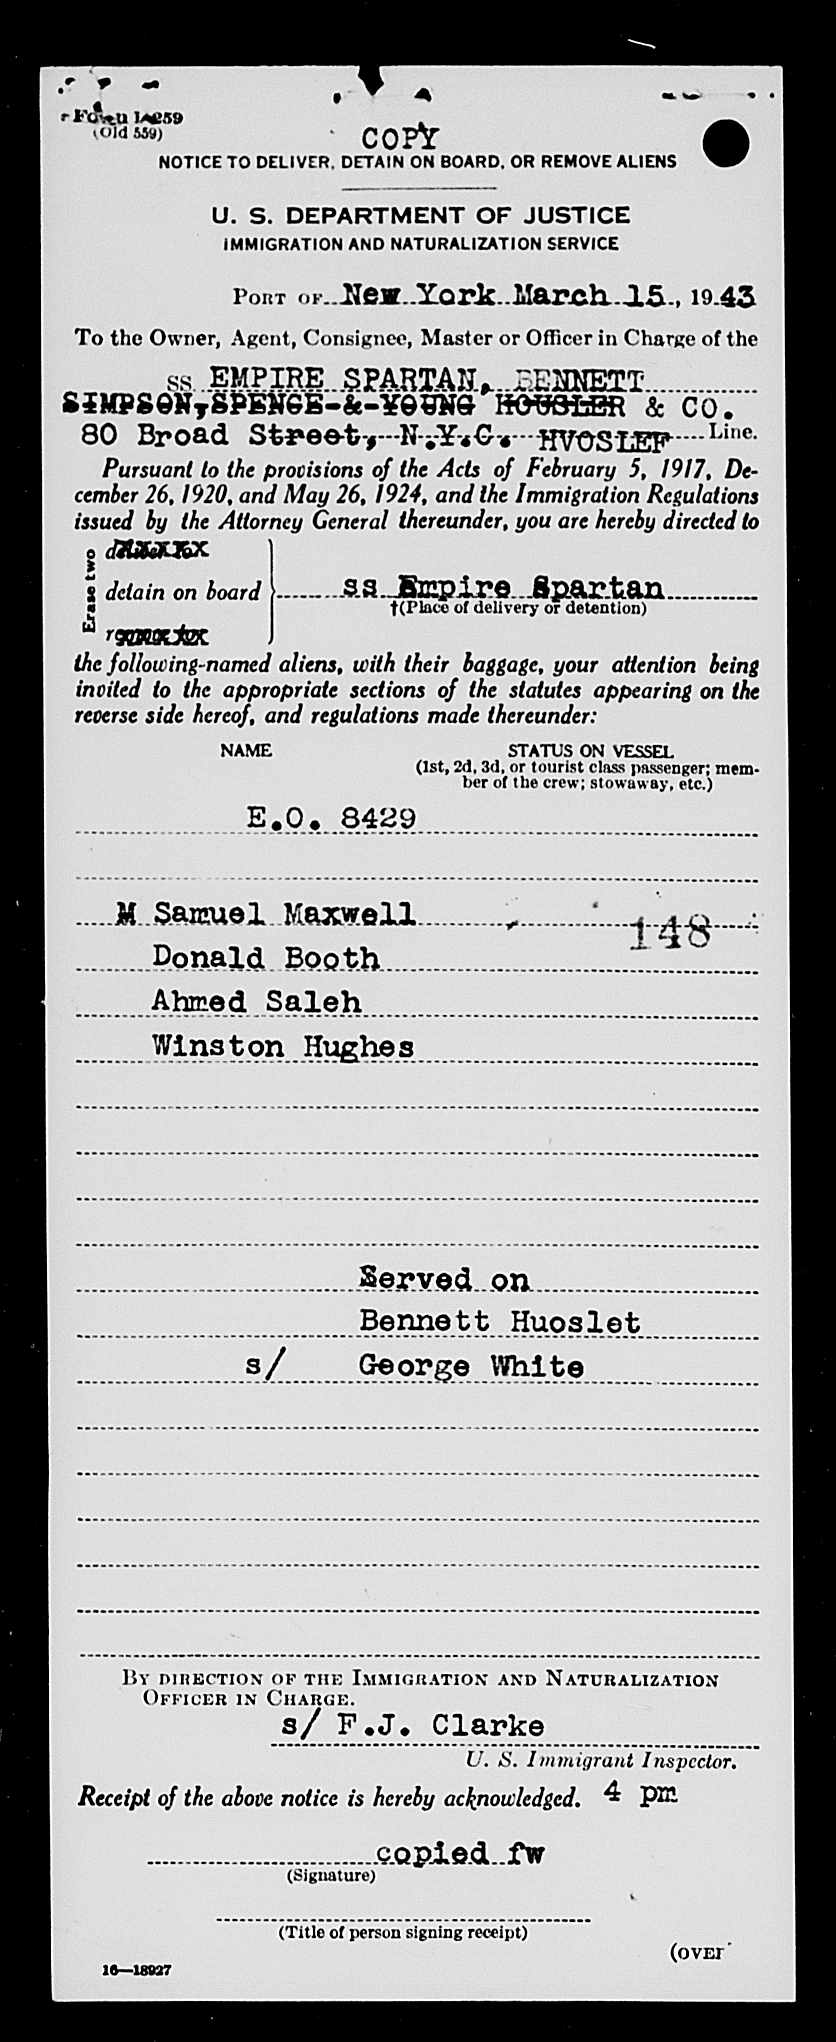 Form I-259
(Old 559)
COPY
NOTICE TO DELIVER, DETAIN ON BOARD, OR REMOVE ALIENS
U. S. DEPARTMENT OF JUSTICE
IMMIGRATION AND NATURALIZATION SERVICE
PORT OF New York March 15, 1943
To the Owner, Agent, Consignee, Master or Officer in Charge of the
SS. EMPIRE SPARTAN, BENNETT
SIMPSON, SPENCE & YOUNG HOUSLER & CO.
80 Broad Street, N.Y.C. HVOSLEF Line.
Pursuant to the provisions of the Acts of February 5, 1917, De-
cember 26, 1920, and May 26, 1924, and the Immigration Regulations
issued by the Attorney General thereunder, you are hereby directed to
Erase two
detain on board ss Empire Spartan
†(Place of delivery or detention)
the following-named aliens, with their baggage, your attention being
invited to the appropriate sections of the statutes appearing on the
reverse side hereof, and regulations made thereunder:
NAME STATUS ON VESSEL
(1st, 2d, 3d, or tourist class passenger; mem-
ber of the crew; stowaway, etc.)
E.O. 8429
M Samuel Maxwell 148
Donald Booth
Ahmed Saleh
Winston Hughes
Served on
Bennett Huoslet
s/ George White
BY DIRECTION OF THE IMMIGRATION AND NATURALIZATION
OFFICER IN CHARGE.
s/ F.J. Clarke
U. S. Immigrant Inspector.
Receipt of the above notice is hereby acknowledged. 4 pm
copied fw
(Signature)
(Title of person signing receipt)
(OVER
16—18927